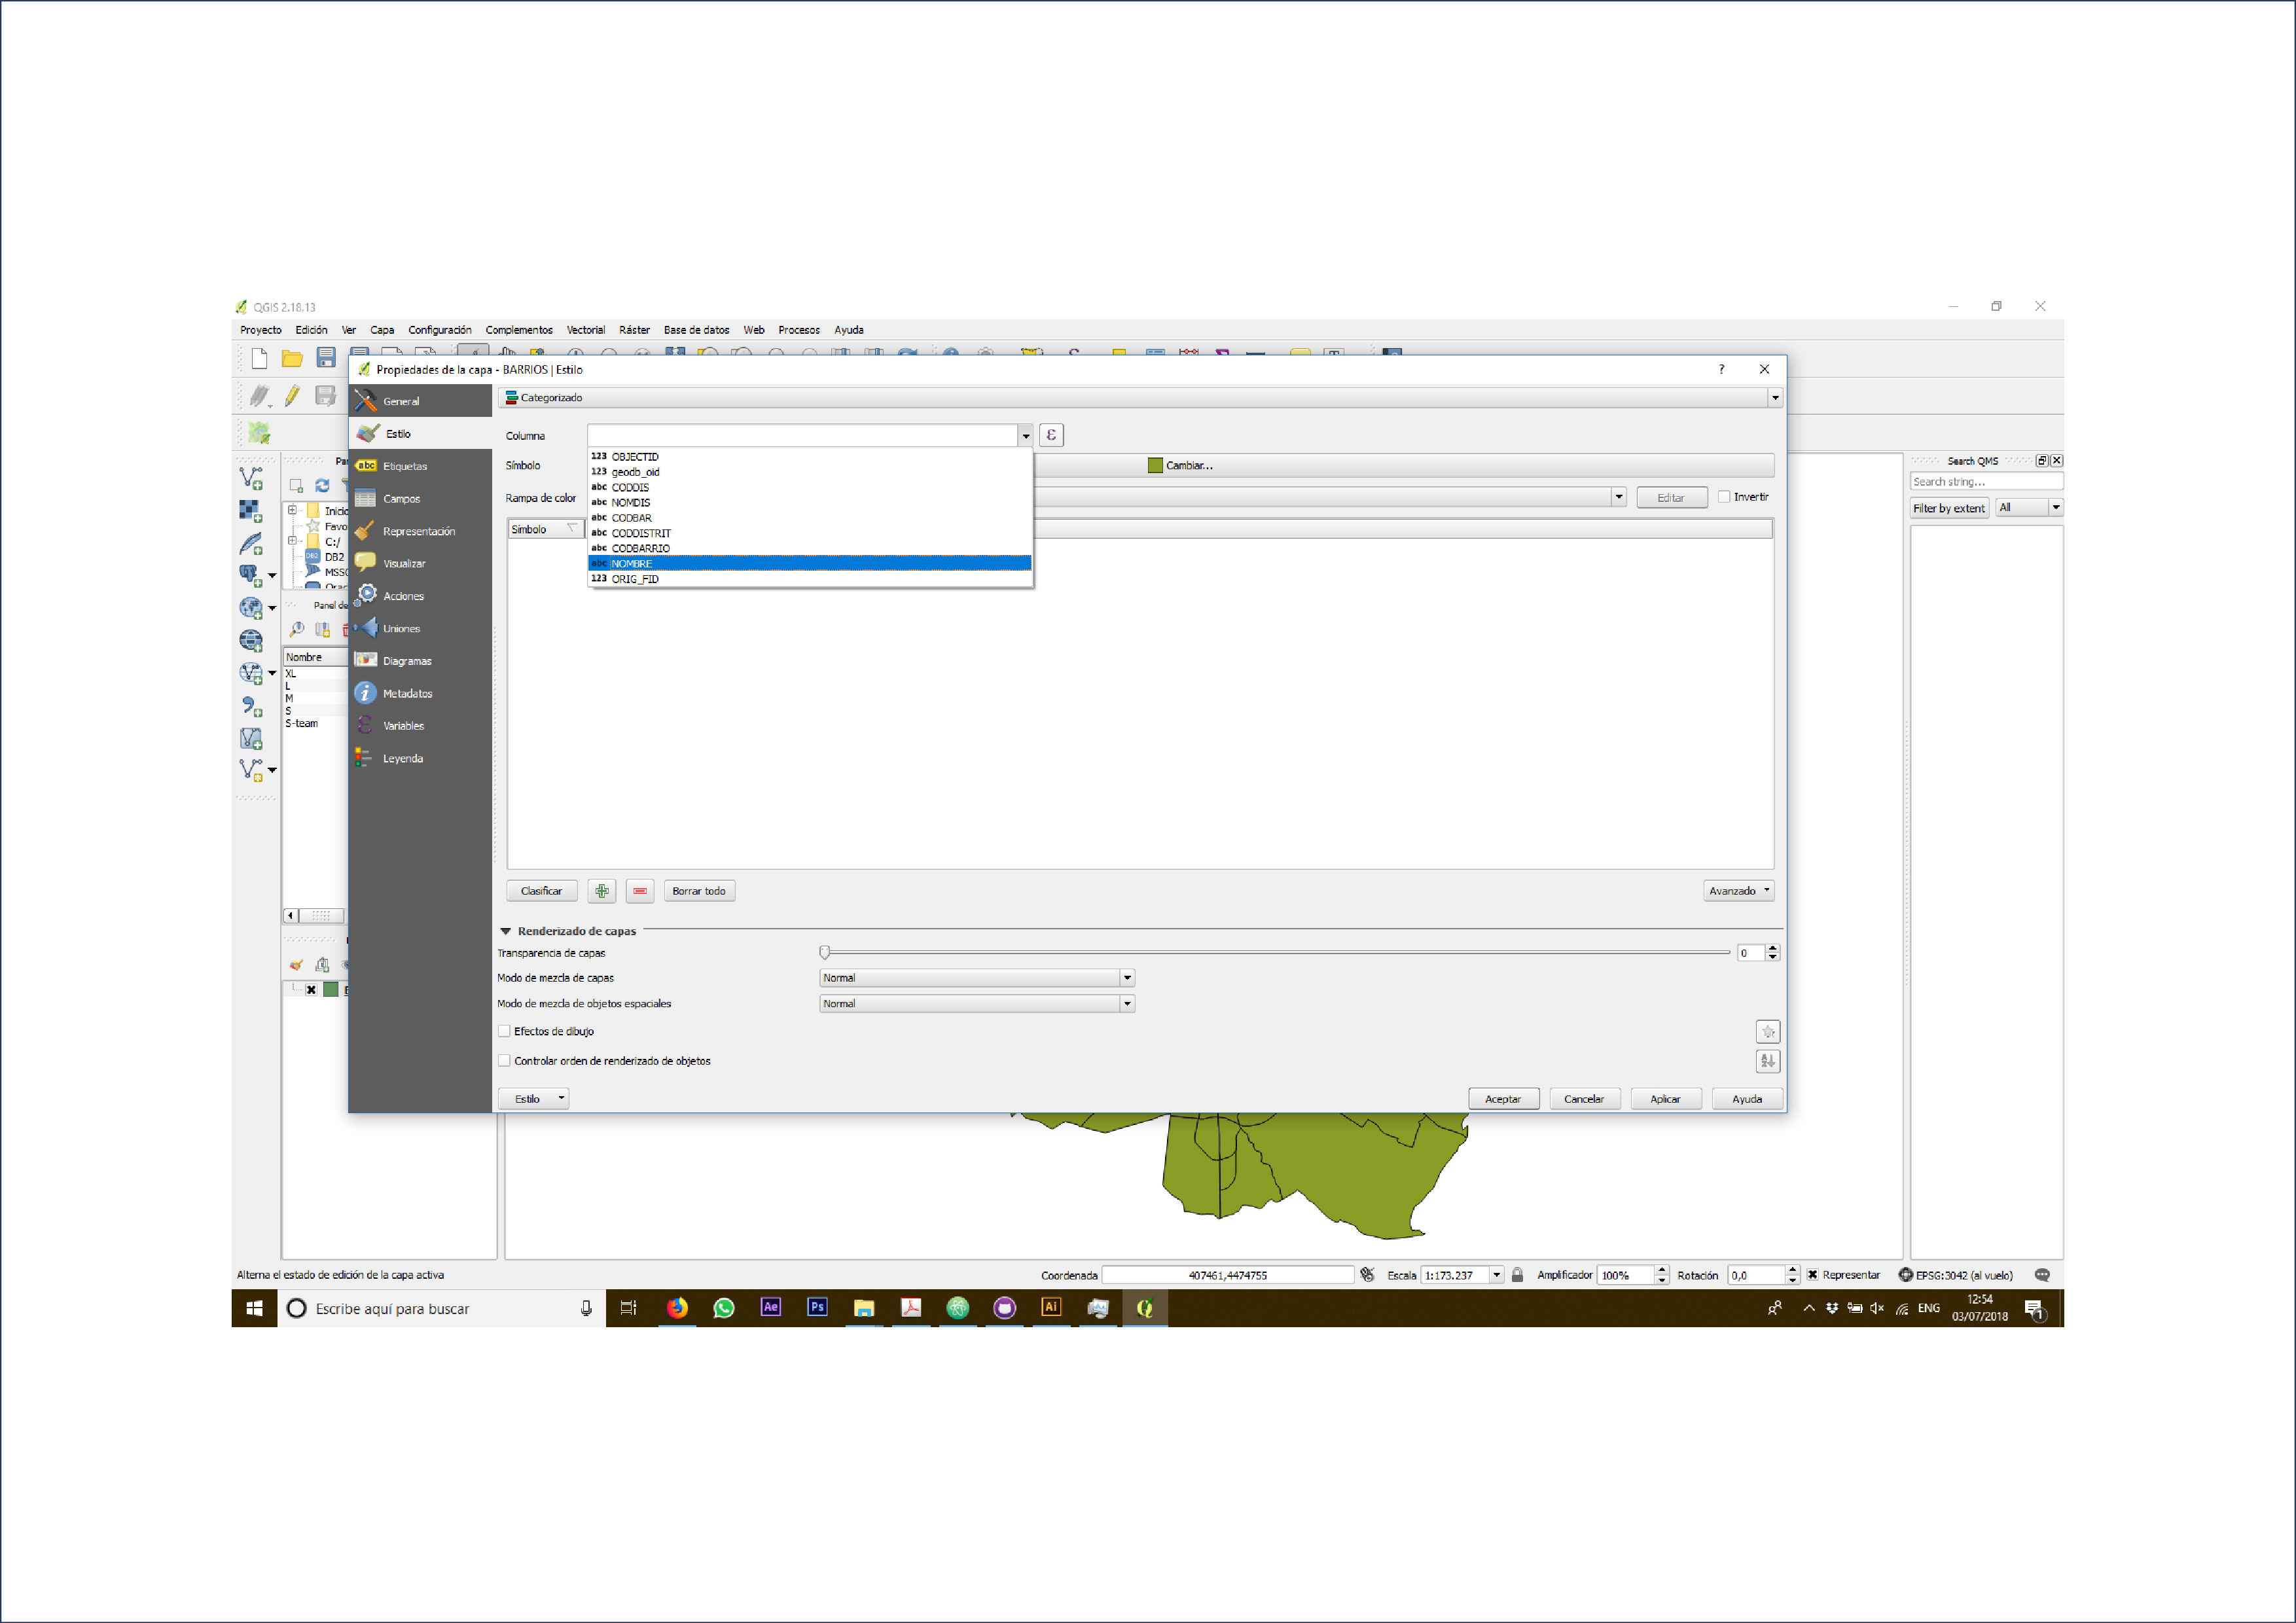 QGIS 2.18.13
Proyecto Edición Ver Capa Configuración Complementos Vectorial Ráster Base de datos Web Procesos Ayuda
Propiedades de la capa - BARRIOS | Estilo
General
Estilo
Etiquetas
Campos
Representación
Visualizar
Acciones
Uniones
Diagramas
Metadatos
Variables
Leyenda
Categorizado
Columna
123 OBJECTID
123 geodb_oid
abc CODDIS
abc NOMDIS
abc CODBAR
abc CODDISTRIT
abc CODBARRIO
abc NOMBRE
123 ORIG_FID
Símbolo
Cambiar...
Rampa de color
Editar Invertir
Símbolo
Clasificar Borrar todo Avanzado
Renderizado de capas
Transparencia de capas 0
Modo de mezcla de capas Normal
Modo de mezcla de objetos espaciales Normal
Efectos de dibujo
Controlar orden de renderizado de objetos
Estilo Aceptar Cancelar Aplicar Ayuda
C:/
DB2
Panel de
Nombre
XL
L
M
S
S-team
Search QMS
Search string...
Filter by extent All
Alterna el estado de edición de la capa activa
Coordenada 407461,4474755 Escala 1:173.237 Amplificador 100% Rotación 0,0 Representar EPSG:3042 (al vuelo)
Escribe aquí para buscar
Ae
Ps
Ai
ENG
12:54
03/07/2018
1